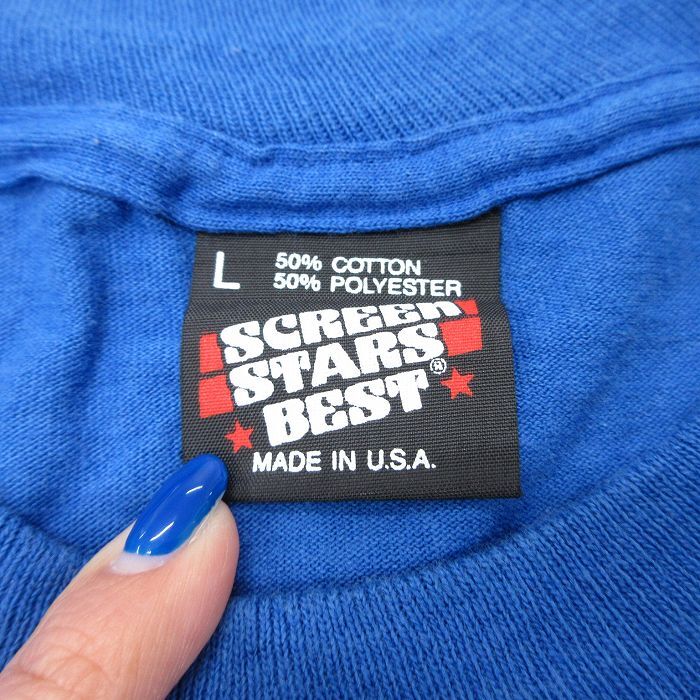 L
50% COTTON
50% POLYESTER
SCREEN
STARS
BEST®
MADE IN U.S.A.